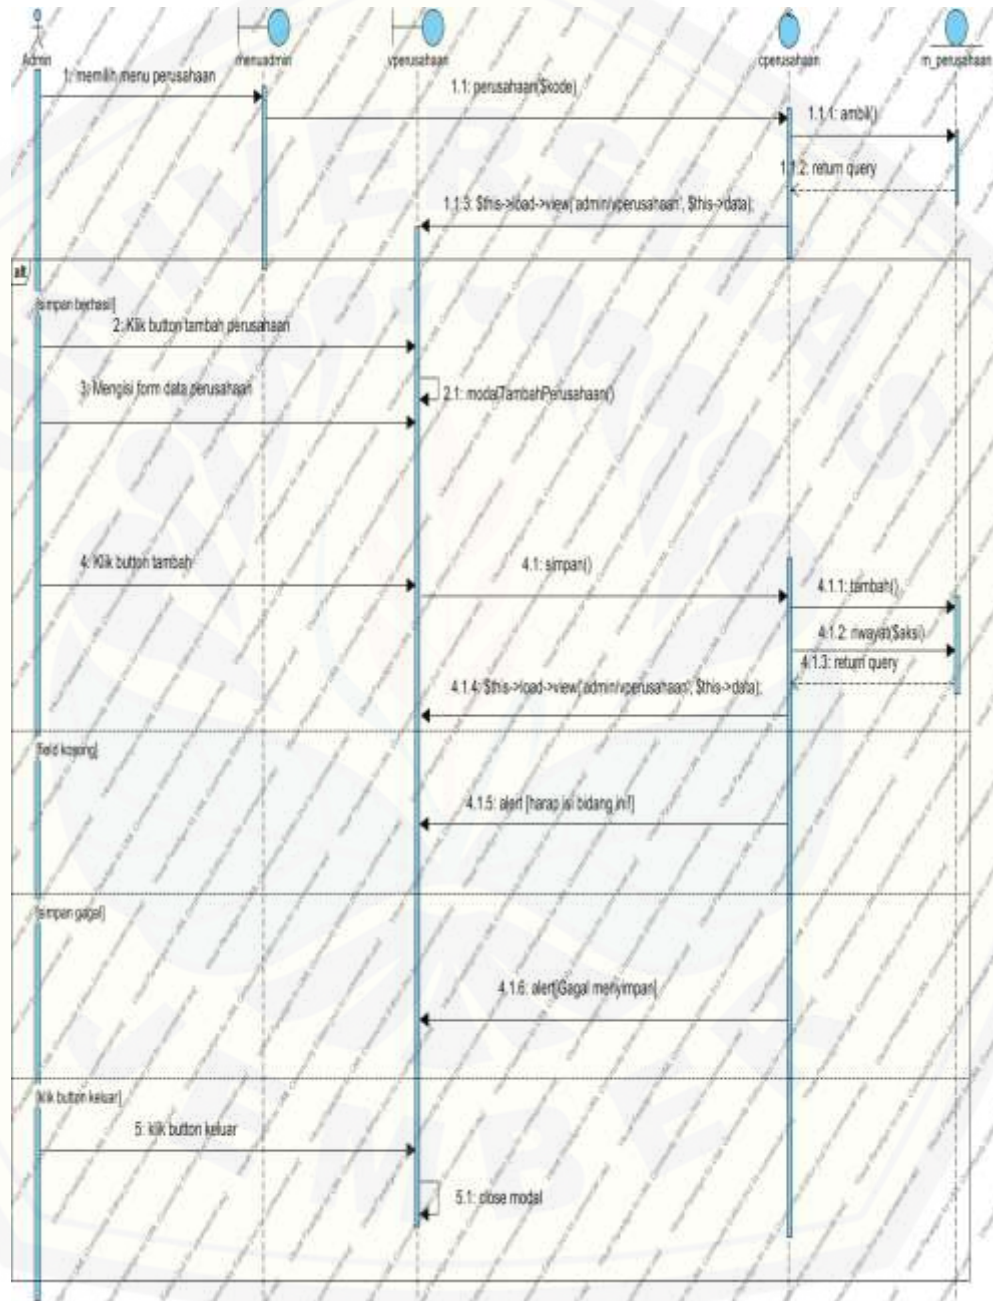 Admin
menuadmin
vperusahaan
cperusahaan
m_perusahaan
1: memilih menu perusahaan
1.1: perusahaan($kode)
1.1.1: ambil()
1.1.2: return query
1.1.3: $this->load->view('admin/vperusahaan', $this->data);
alt
[simpan berhasil]
2: Klik button tambah perusahaan
3: Mengisi form data perusahaan
2.1: modalTambahPerusahaan()
4: Klik button tambah
4.1: simpan()
4.1.1: tambah()
4.1.2: riwayat($aksi)
4.1.3: return query
4.1.4: $this->load->view('admin/vperusahaan', $this->data);
[field kosong]
4.1.5: alert [harap isi bidang ini!]
[simpan gagal]
4.1.6: alert[Gagal menyimpan]
[klik button keluar]
5: klik button keluar
5.1: close modal
UNIVERSITAS
JEMBER